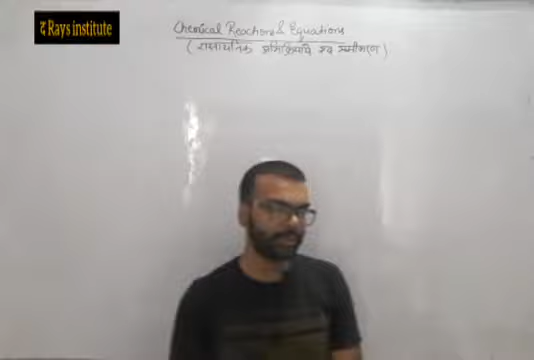 द Rays institute
Chemical Reactions & Equations
(रासायनिक अभिक्रियाएँ एवं समीकरण)